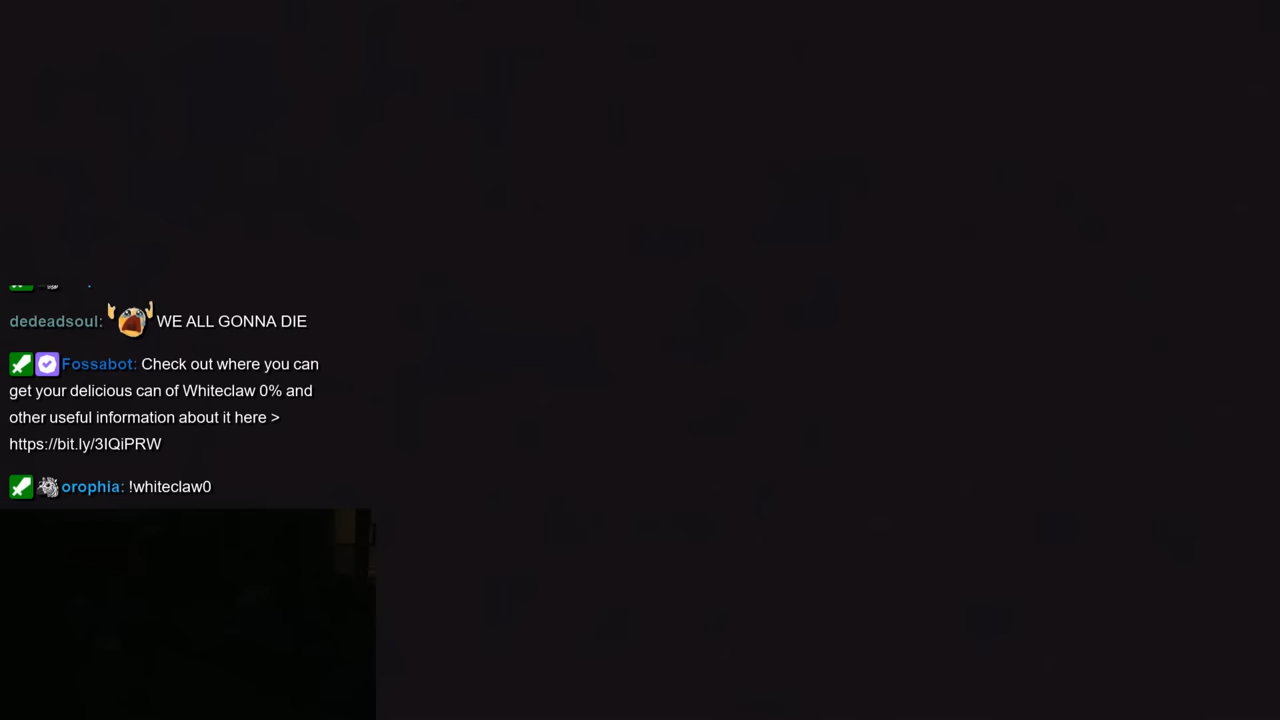 dedeadsoul: WE ALL GONNA DIE
Fossabot: Check out where you can
get your delicious can of Whiteclaw 0% and
other useful information about it here >
https://bit.ly/3IQiPRW
orophia: !whiteclaw0